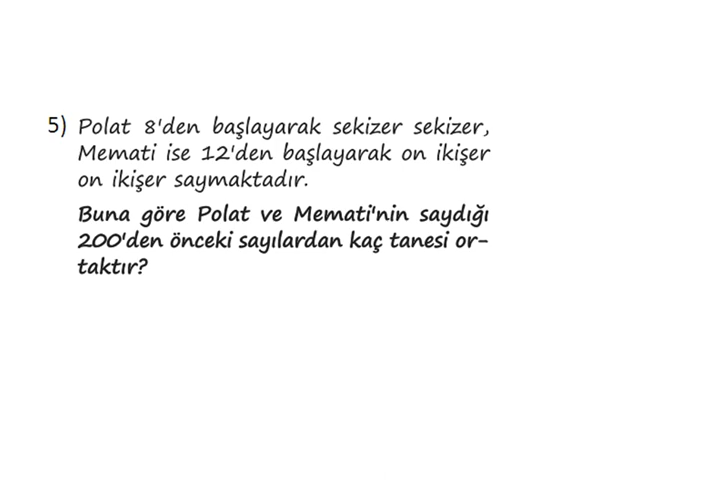 5) Polat 8'den başlayarak sekizer sekizer,
Memati ise 12'den başlayarak on ikişer
on ikişer saymaktadır.
Buna göre Polat ve Memati'nin saydığı
200'den önceki sayılardan kaç tanesi or-
taktır?